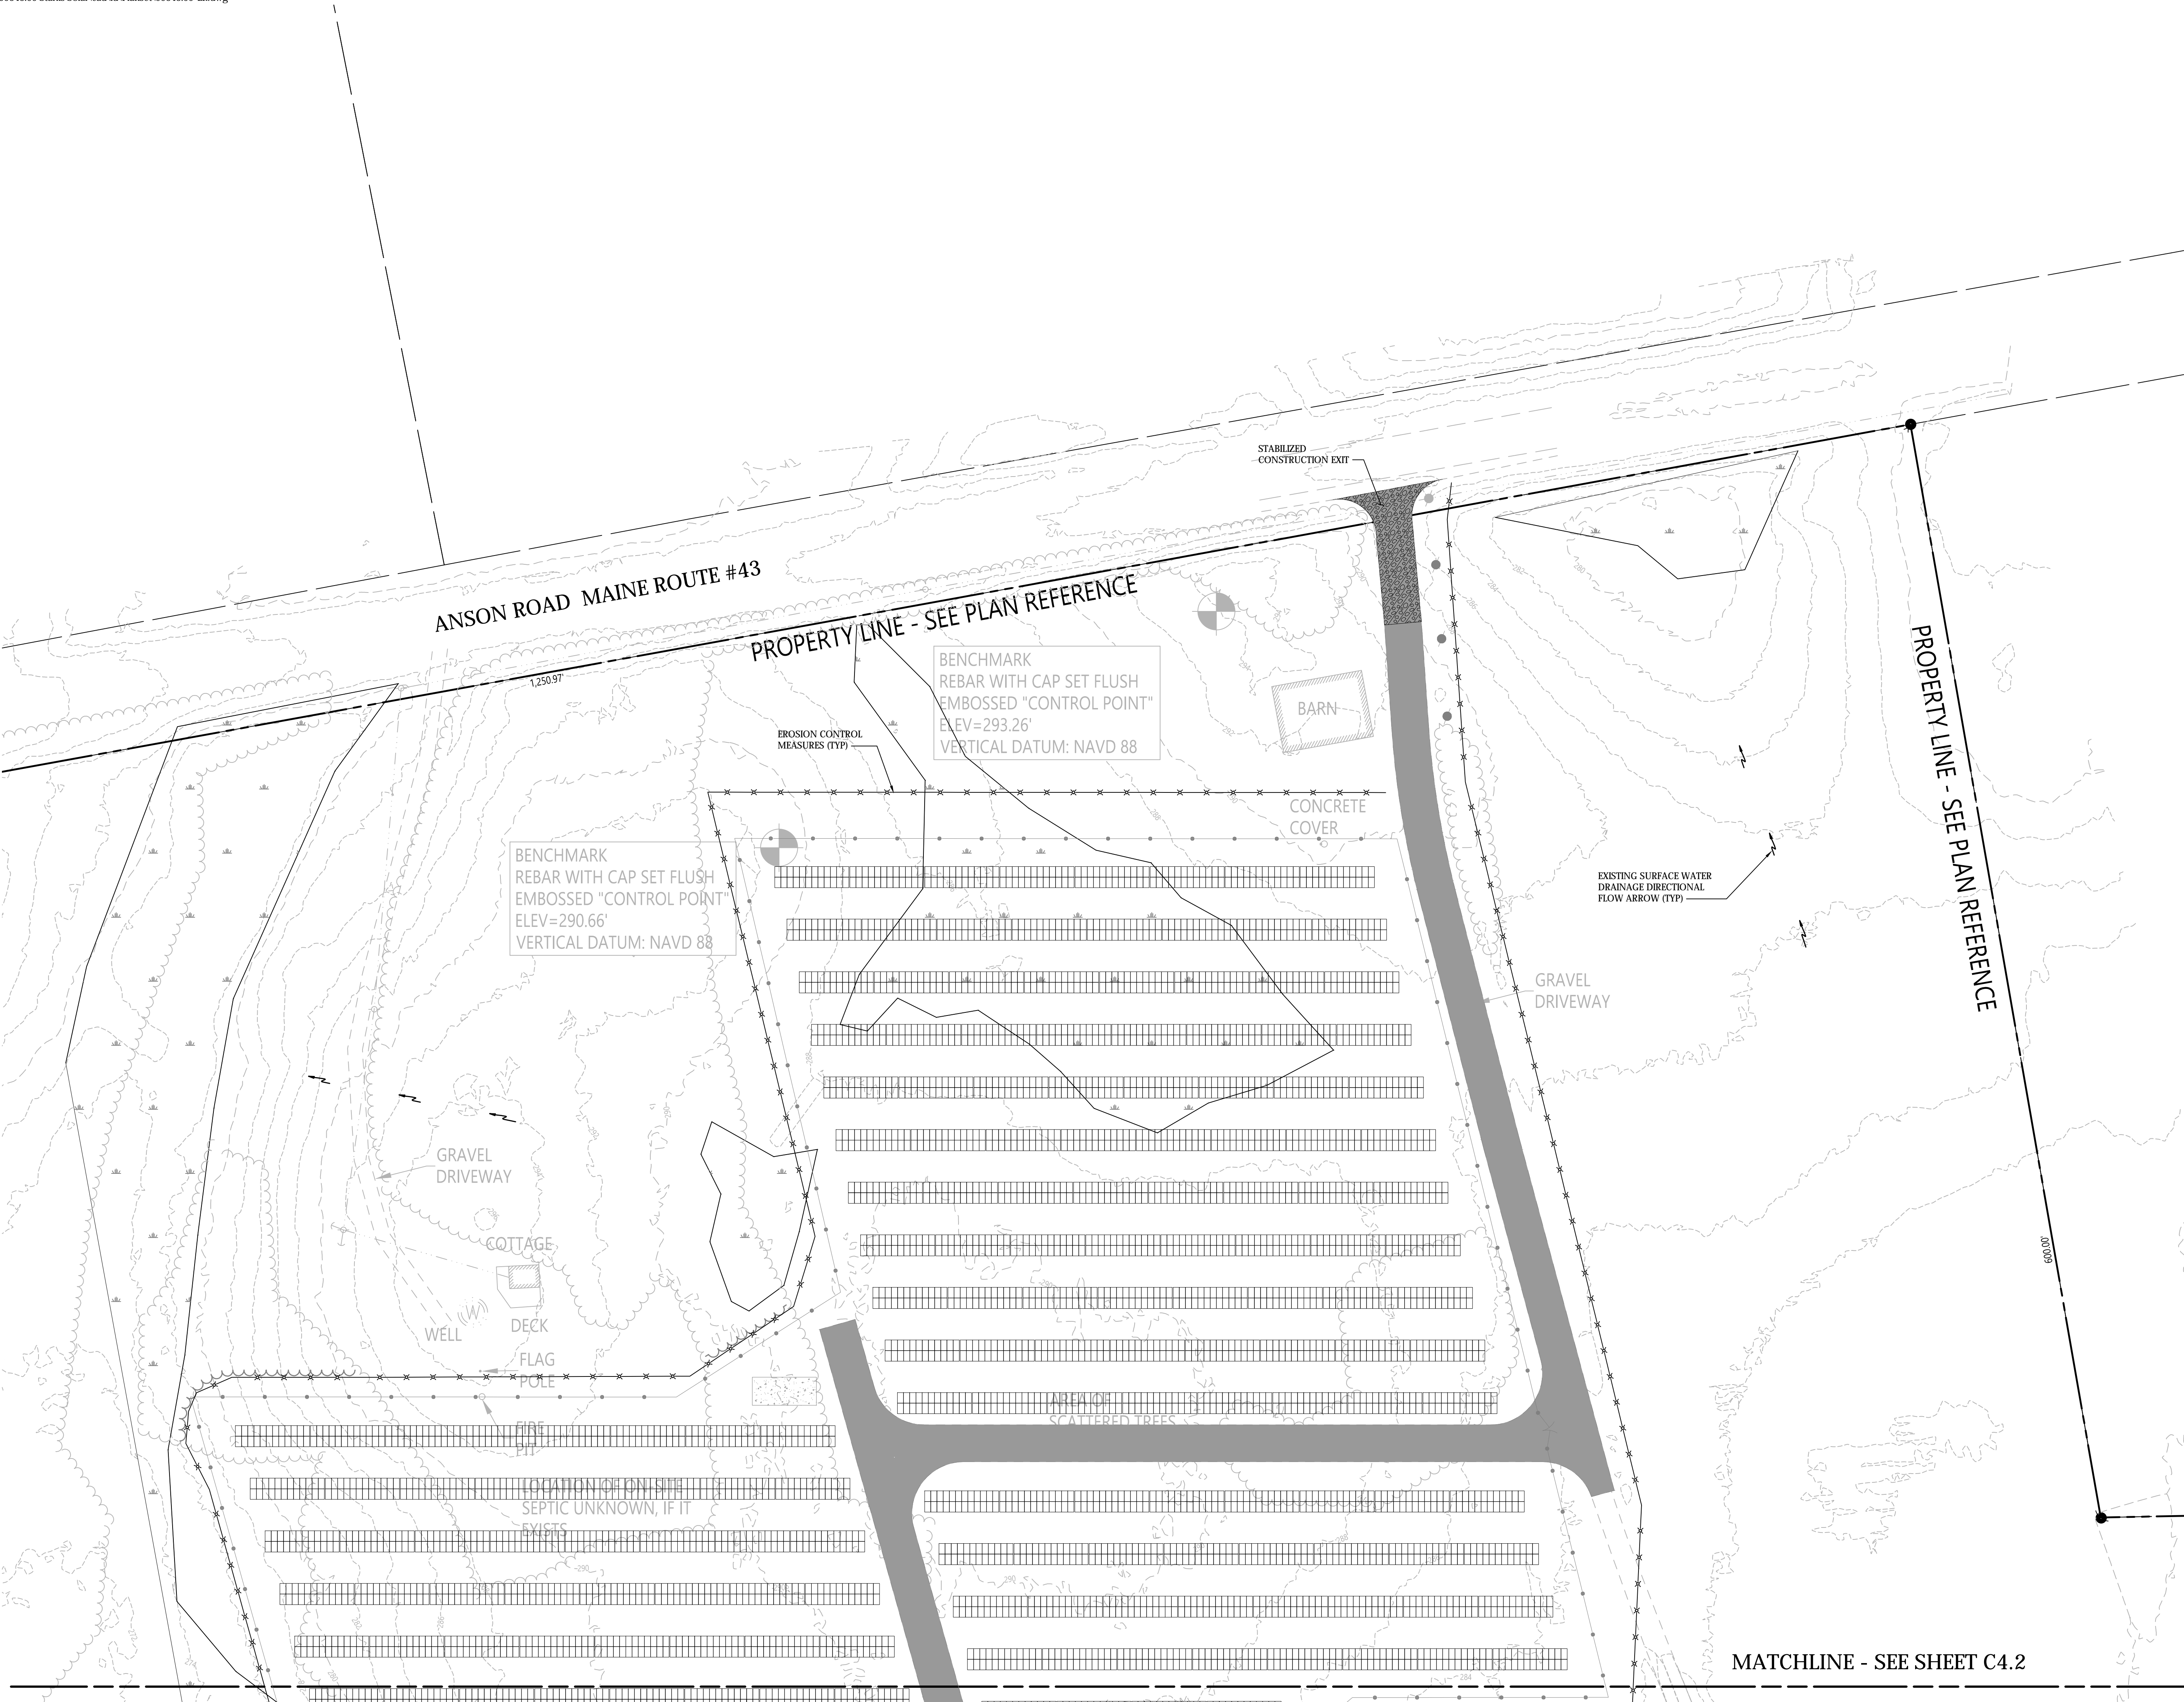 STABILIZED
CONSTRUCTION EXIT
ANSON ROAD  MAINE ROUTE #43
PROPERTY LINE - SEE PLAN REFERENCE
1,250.97'
BENCHMARK
REBAR WITH CAP SET FLUSH
EMBOSSED "CONTROL POINT"
ELEV=293.26'
VERTICAL DATUM: NAVD 88
BARN
EROSION CONTROL
MEASURES (TYP)
CONCRETE
COVER
BENCHMARK
REBAR WITH CAP SET FLUSH
EMBOSSED "CONTROL POINT"
ELEV=290.66'
VERTICAL DATUM: NAVD 88
PROPERTY LINE - SEE PLAN REFERENCE
600.00'
EXISTING SURFACE WATER
DRAINAGE DIRECTIONAL
FLOW ARROW (TYP)
GRAVEL
DRIVEWAY
GRAVEL
DRIVEWAY
COTTAGE
W
WELL
DECK
FLAG
POLE
FIRE
PIT
AREA OF
SCATTERED TREES
LOCATION OF ON-SITE
SEPTIC UNKNOWN, IF IT
EXISTS
290
290
288
284
MATCHLINE - SEE SHEET C4.2